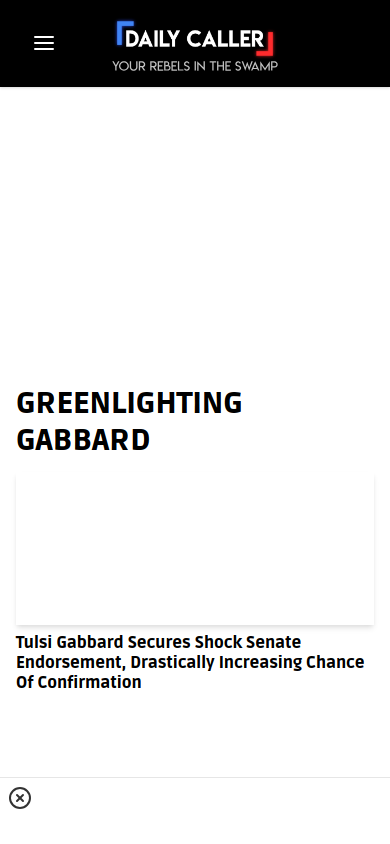 DAILY CALLER
YOUR REBELS IN THE SWAMP
GREENLIGHTING
GABBARD
Tulsi Gabbard Secures Shock Senate
Endorsement, Drastically Increasing Chance
Of Confirmation